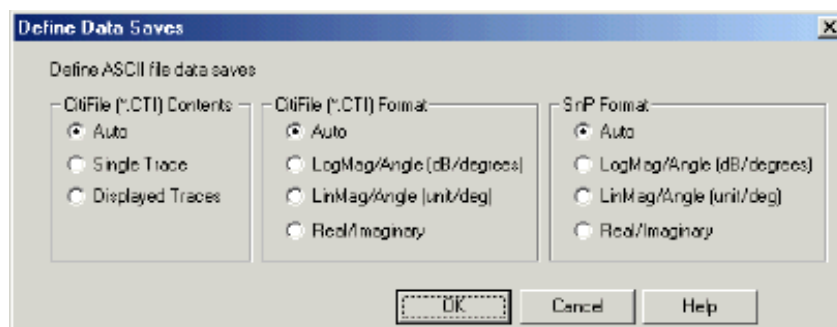 Define Data Saves
Define ASCII file data saves
CitiFile (*.CTI) Contents
Auto
Single Trace
Displayed Traces
CitiFile (*.CTI) Format
Auto
LogMag/Angle (dB/degrees)
LinMag/Angle (unit/deg)
Real/Imaginary
SnP Format
Auto
LogMag/Angle (dB/degrees)
LinMag/Angle (unit/deg)
Real/Imaginary
OK
Cancel
Help